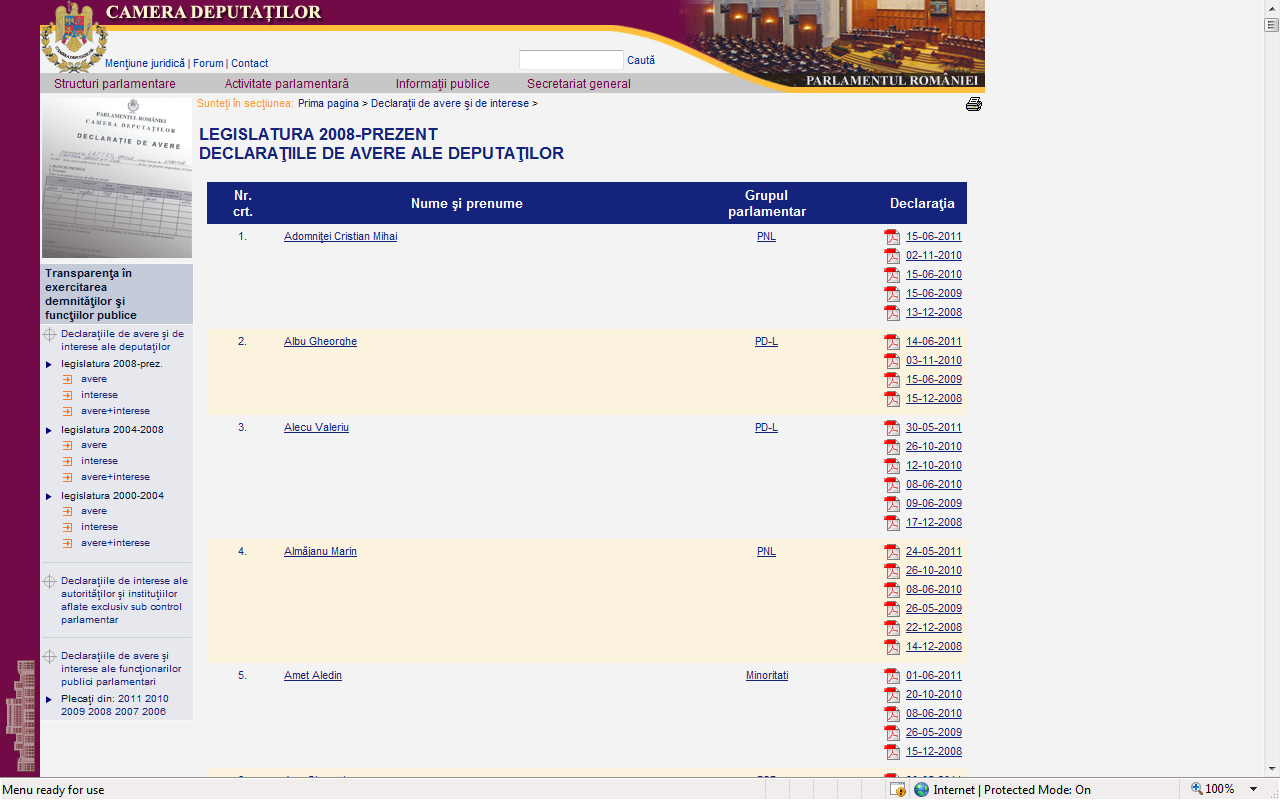 CAMERA DEPUTAŢILOR
Menţiune juridică | Forum | Contact
Caută
PARLAMENTUL ROMÂNIEI
Structuri parlamentare
Activitate parlamentară
Informaţii publice
Secretariat general
Sunteţi în secţiunea: Prima pagina > Declaraţii de avere şi de interese >
PARLAMENTUL ROMÂNIEI
CAMERA DEPUTAŢILOR
DECLARAŢIE DE AVERE
LEGISLATURA 2008-PREZENT
DECLARAŢIILE DE AVERE ALE DEPUTAŢILOR
Transparenţa în
exercitarea
demnităţilor şi
funcţiilor publice
Declaraţiile de avere şi de
interese ale deputaţilor
legislatura 2008-prez.
avere
interese
avere+interese
legislatura 2004-2008
avere
interese
avere+interese
legislatura 2000-2004
avere
interese
avere+interese
Declaraţiile de interese ale
autorităţilor şi instituţiilor
aflate exclusiv sub control
parlamentar
Declaraţiile de avere şi
interese ale funcţionarilor
publici parlamentari
Plecaţi din: 2011 2010
2009 2008 2007 2006
Nr.
crt.
Nume şi prenume
Grupul
parlamentar
Declaraţia
1. Adomniţei Cristian Mihai PNL 15-06-2011
02-11-2010
15-06-2010
15-06-2009
13-12-2008
2. Albu Gheorghe PD-L 14-06-2011
03-11-2010
15-06-2009
15-12-2008
3. Alecu Valeriu PD-L 30-05-2011
26-10-2010
12-10-2010
08-06-2010
09-06-2009
17-12-2008
4. Almăjanu Marin PNL 24-05-2011
26-10-2010
08-06-2010
26-05-2009
22-12-2008
14-12-2008
5. Amet Aledin Minoritati 01-06-2011
20-10-2010
08-06-2010
26-05-2009
15-12-2008
Menu ready for use
Internet | Protected Mode: On
100%